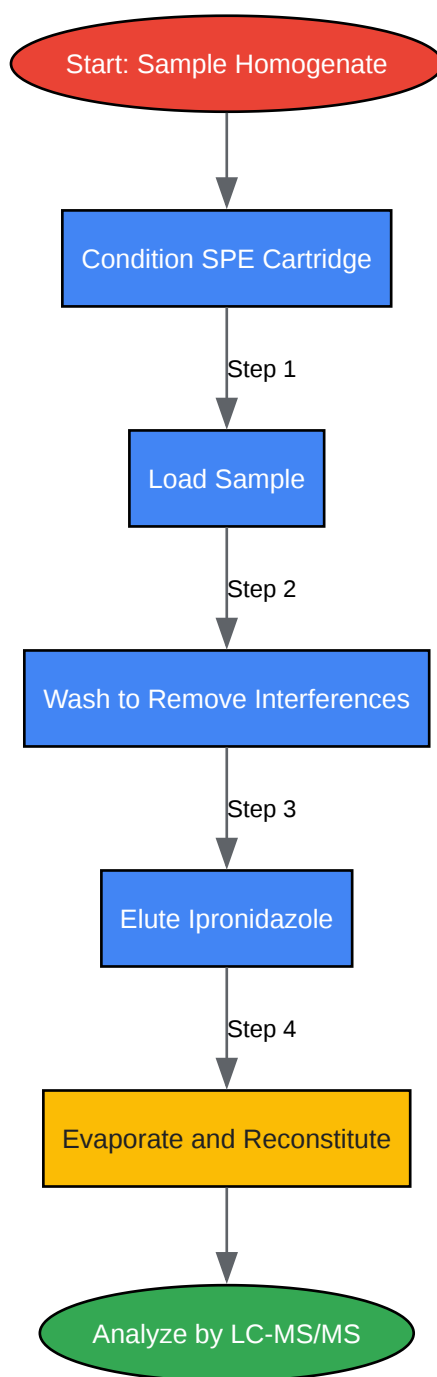 Start: Sample Homogenate
Condition SPE Cartridge
Step 1
Load Sample
Step 2
Wash to Remove Interferences
Step 3
Elute Ipronidazole
Step 4
Evaporate and Reconstitute
Analyze by LC-MS/MS